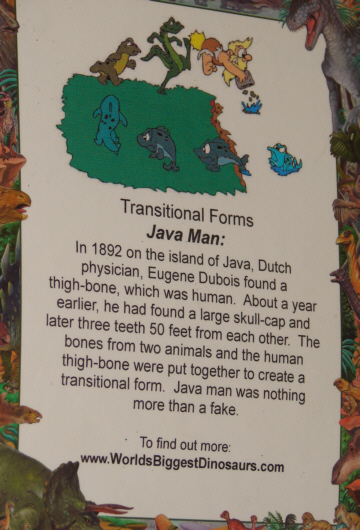 Transitional Forms
Java Man:
In 1892 on the island of Java, Dutch
physician, Eugene Dubois found a
thigh-bone, which was human. About a year
earlier, he had found a large skull-cap and
later three teeth 50 feet from each other. The
bones from two animals and the human
thigh-bone were put together to create a
transitional form. Java man was nothing
more than a fake.
To find out more:
www.WorldsBiggestDinosaurs.com